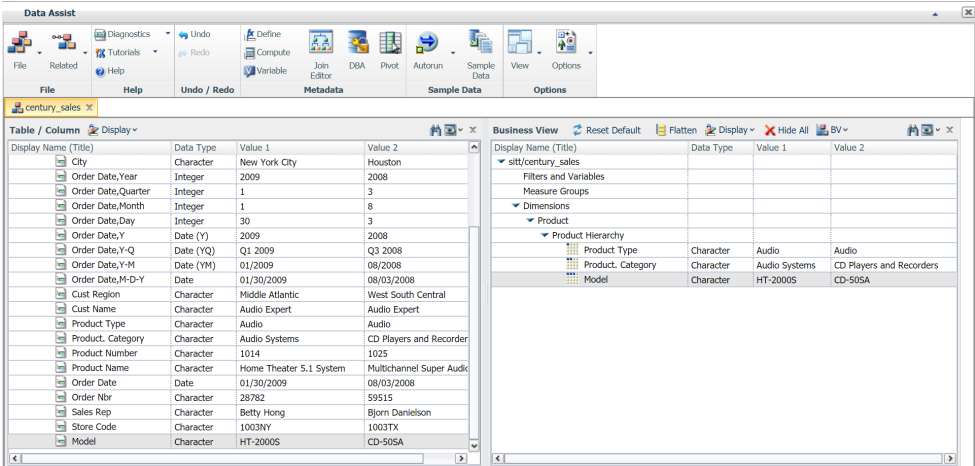 Data Assist
File Related Diagnostics Tutorials Help Undo Redo Define Compute Variable Join Editor DBA Pivot Autorun Sample Data View Options
File Help Undo / Redo Metadata Sample Data Options
century_sales
Table / Column Display
Display Name (Title) Data Type Value 1 Value 2
City Character New York City Houston
Order Date,Year Integer 2009 2008
Order Date,Quarter Integer 1 3
Order Date,Month Integer 1 8
Order Date,Day Integer 30 3
Order Date,Y Date (Y) 2009 2008
Order Date,Y-Q Date (YQ) Q1 2009 Q3 2008
Order Date,Y-M Date (YM) 01/2009 08/2008
Order Date,M-D-Y Date 01/30/2009 08/03/2008
Cust Region Character Middle Atlantic West South Central
Cust Name Character Audio Expert Audio Expert
Product Type Character Audio Audio
Product. Category Character Audio Systems CD Players and Recorder
Product Number Character 1014 1025
Product Name Character Home Theater 5.1 System Multichannel Super Audic
Order Date Date 01/30/2009 08/03/2008
Order Nbr Character 28782 59515
Sales Rep Character Betty Hong Bjorn Danielson
Store Code Character 1003NY 1003TX
Model Character HT-2000S CD-50SA
Business View Reset Default Flatten Display Hide All BV
Display Name (Title) Data Type Value 1 Value 2
sitt/century_sales
Filters and Variables
Measure Groups
Dimensions
Product
Product Hierarchy
Product Type Character Audio Audio
Product. Category Character Audio Systems CD Players and Recorders
Model Character HT-2000S CD-50SA